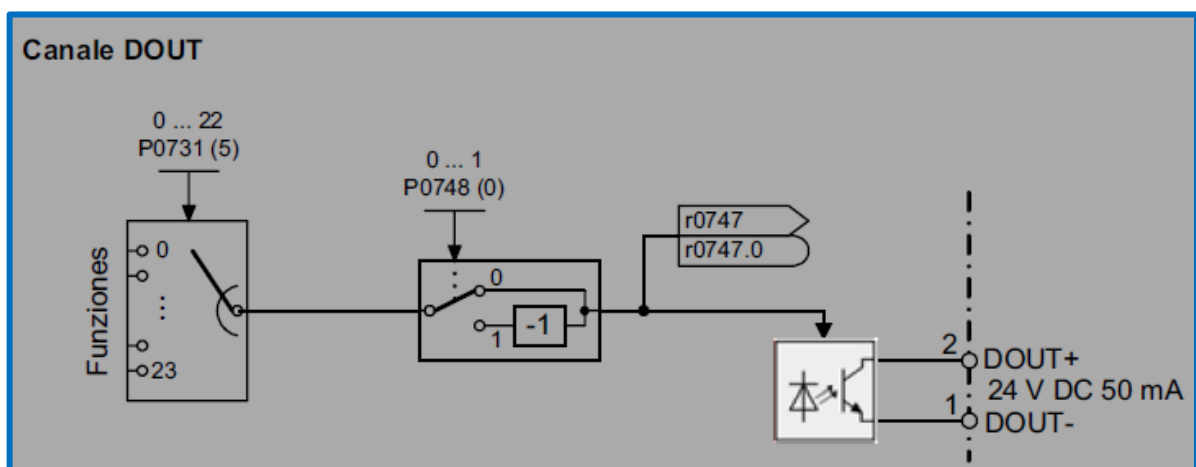 Canale DOUT
0 ... 22
P0731 (5)
0 ... 1
P0748 (0)
Funziones
0
⋮
23
0
1
-1
r0747
r0747.0
2
DOUT+
24 V DC 50 mA
1
DOUT-